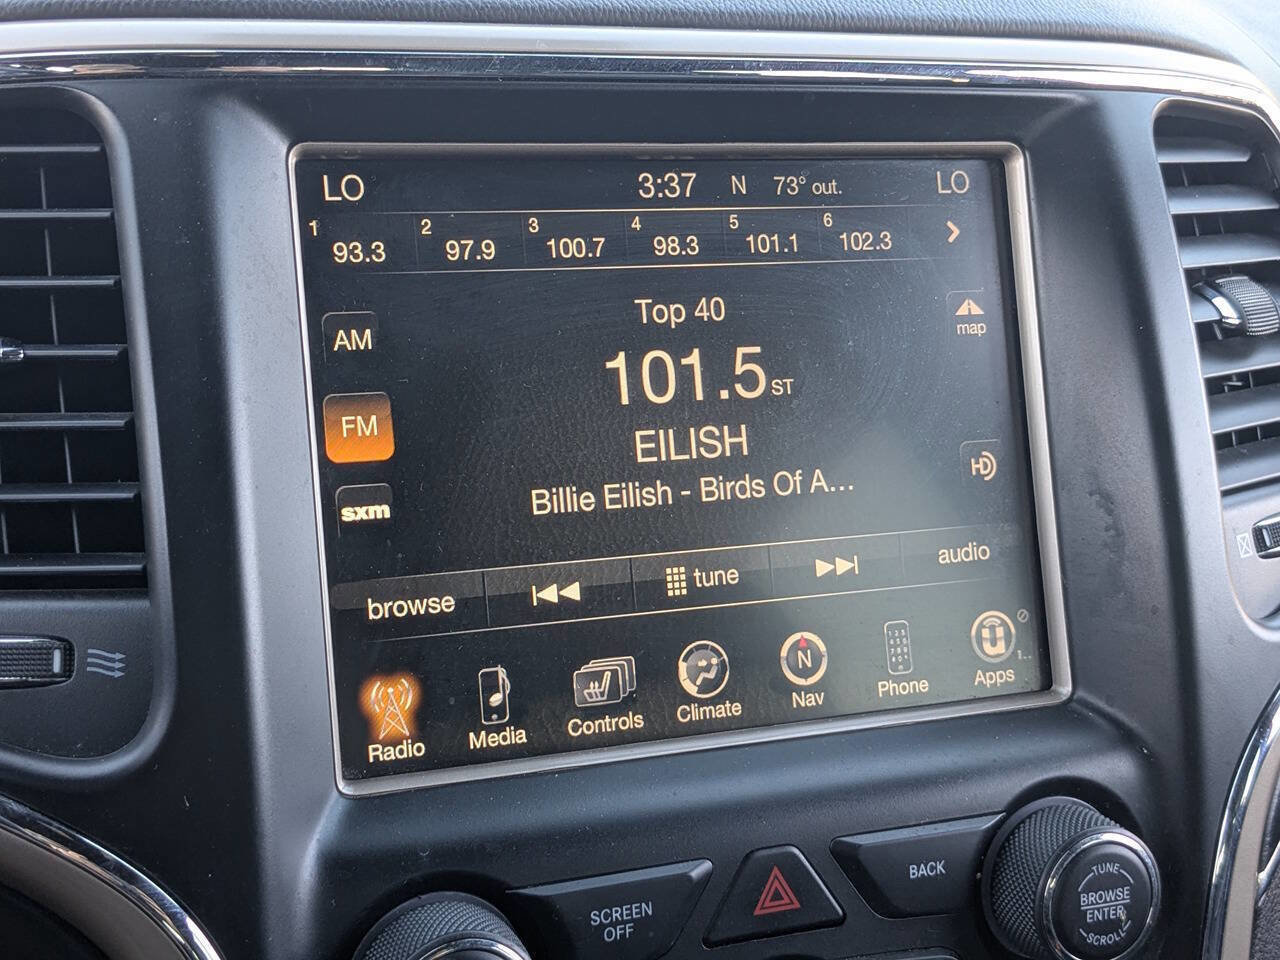 LO 3:37 N 73° out. LO
1 93.3 2 97.9 3 100.7 4 98.3 5 101.1 6 102.3
Top 40
AM
map
101.5 ST
FM
EILISH
HD
sxm
Billie Eilish - Birds Of A...
browse tune audio
Radio Media Controls Climate N Nav Phone Apps
SCREEN
OFF
BACK
TUNE
BROWSE
ENTER
SCROLL